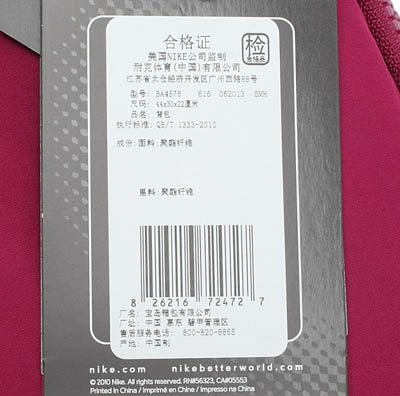 合格证
检
合格品
美国NIKE公司监制
耐克体育(中国)有限公司
江苏省太仓经济开发区广州西路88号
型号: BA4576 616 062013 EMH
尺码: 44x30x22厘米
品名: 背包
执行标准: QB/T 1333-2010
成份: 面料: 聚酯纤维
里料: 聚酯纤维
8 26216 72472 7
厂名: 宝岛箱包有限公司
厂址: 中国 惠东 碧甲管理区
售后服务电话: 800-820-8865
产地: 中国制
nike.com nikebetterworld.com
© 2010 Nike. All rights reserved. RN#56323, CA#05553
Printed in China / Imprimé en Chine / Impresso na China